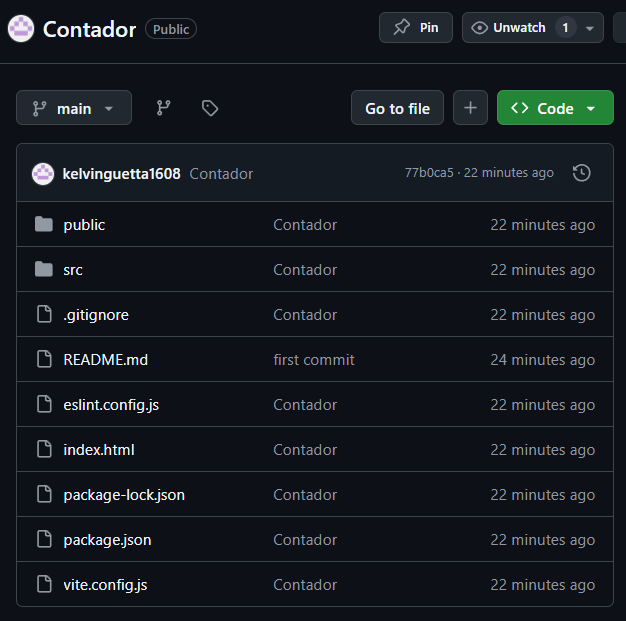 Contador Public Pin Unwatch 1
main Go to file Code
kelvinguetta1608 Contador 77b0ca5 · 22 minutes ago
public Contador 22 minutes ago
src Contador 22 minutes ago
.gitignore Contador 22 minutes ago
README.md first commit 24 minutes ago
eslint.config.js Contador 22 minutes ago
index.html Contador 22 minutes ago
package-lock.json Contador 22 minutes ago
package.json Contador 22 minutes ago
vite.config.js Contador 22 minutes ago